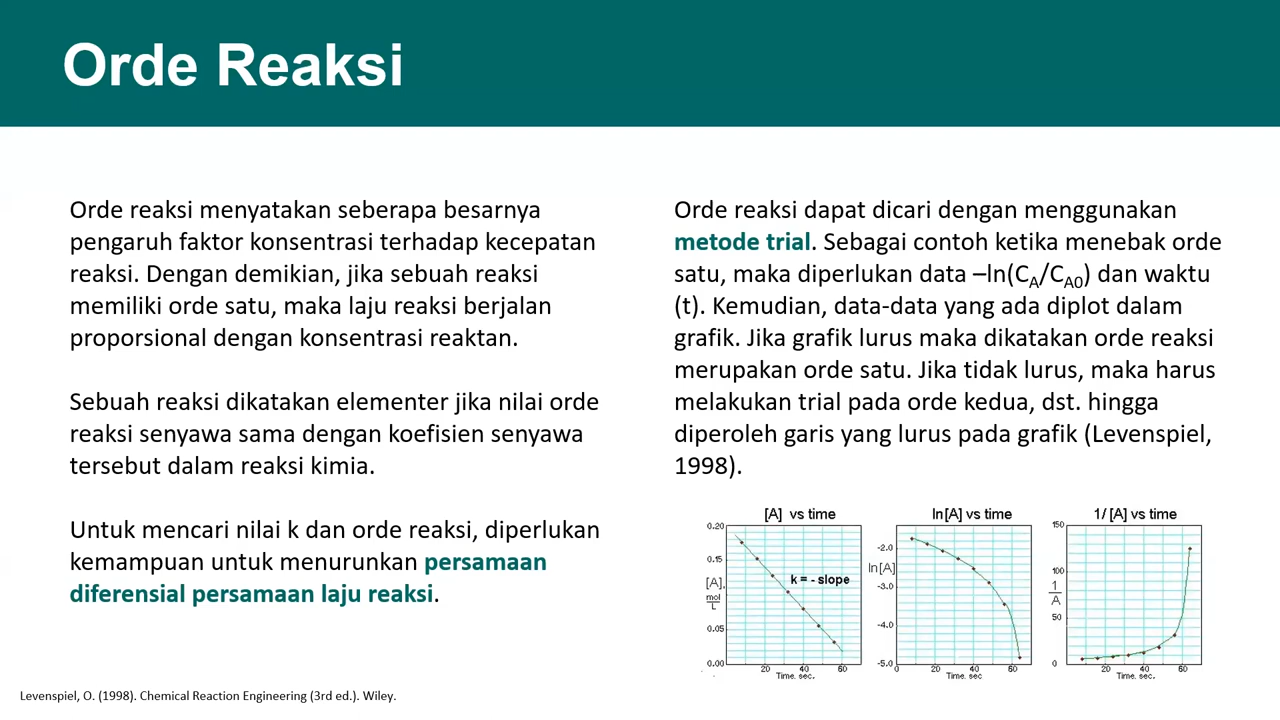 Orde Reaksi
Orde reaksi menyatakan seberapa besarnya
pengaruh faktor konsentrasi terhadap kecepatan
reaksi. Dengan demikian, jika sebuah reaksi
memiliki orde satu, maka laju reaksi berjalan
proporsional dengan konsentrasi reaktan.
Sebuah reaksi dikatakan elementer jika nilai orde
reaksi senyawa sama dengan koefisien senyawa
tersebut dalam reaksi kimia.
Untuk mencari nilai k dan orde reaksi, diperlukan
kemampuan untuk menurunkan persamaan
diferensial persamaan laju reaksi.
Orde reaksi dapat dicari dengan menggunakan
metode trial. Sebagai contoh ketika menebak orde
satu, maka diperlukan data –ln(CA/CA0) dan waktu
(t). Kemudian, data-data yang ada diplot dalam
grafik. Jika grafik lurus maka dikatakan orde reaksi
merupakan orde satu. Jika tidak lurus, maka harus
melakukan trial pada orde kedua, dst. hingga
diperoleh garis yang lurus pada grafik (Levenspiel,
1998).
[A] vs time
0.20
0.15
[A],
mol
L
0.05
0.00
k = - slope
20 40 60
Time. sec.
ln[A] vs time
-2.0
ln[A]
-3.0
-4.0
-5.0
0 20 40 60
Time. sec
1/[A] vs time
150
100
1
A
50
0
20 40 60
Time. sec.
Levenspiel, O. (1998). Chemical Reaction Engineering (3rd ed.). Wiley.